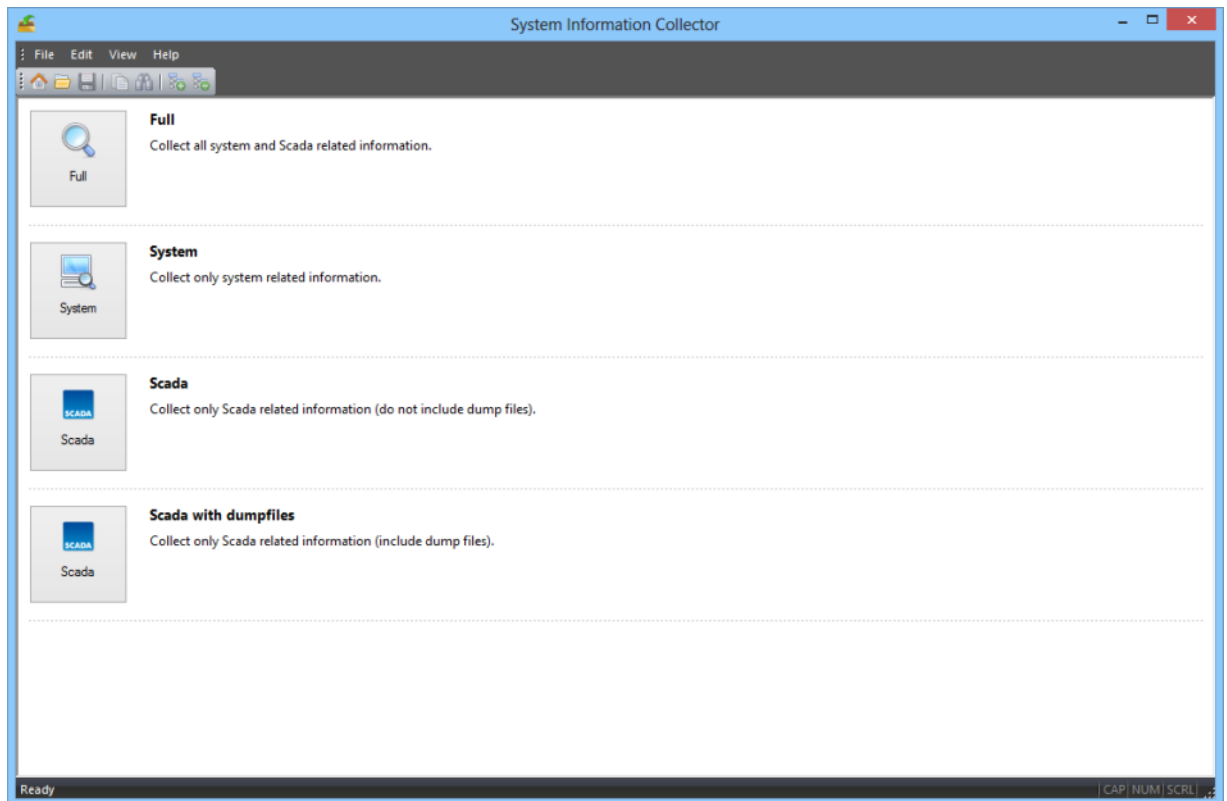 System Information Collector
File Edit View Help
Full
Collect all system and Scada related information.
Full
System
Collect only system related information.
System
Scada
Collect only Scada related information (do not include dump files).
SCADA
Scada
Scada with dumpfiles
Collect only Scada related information (include dump files).
SCADA
Scada
Ready
CAP NUM SCRL